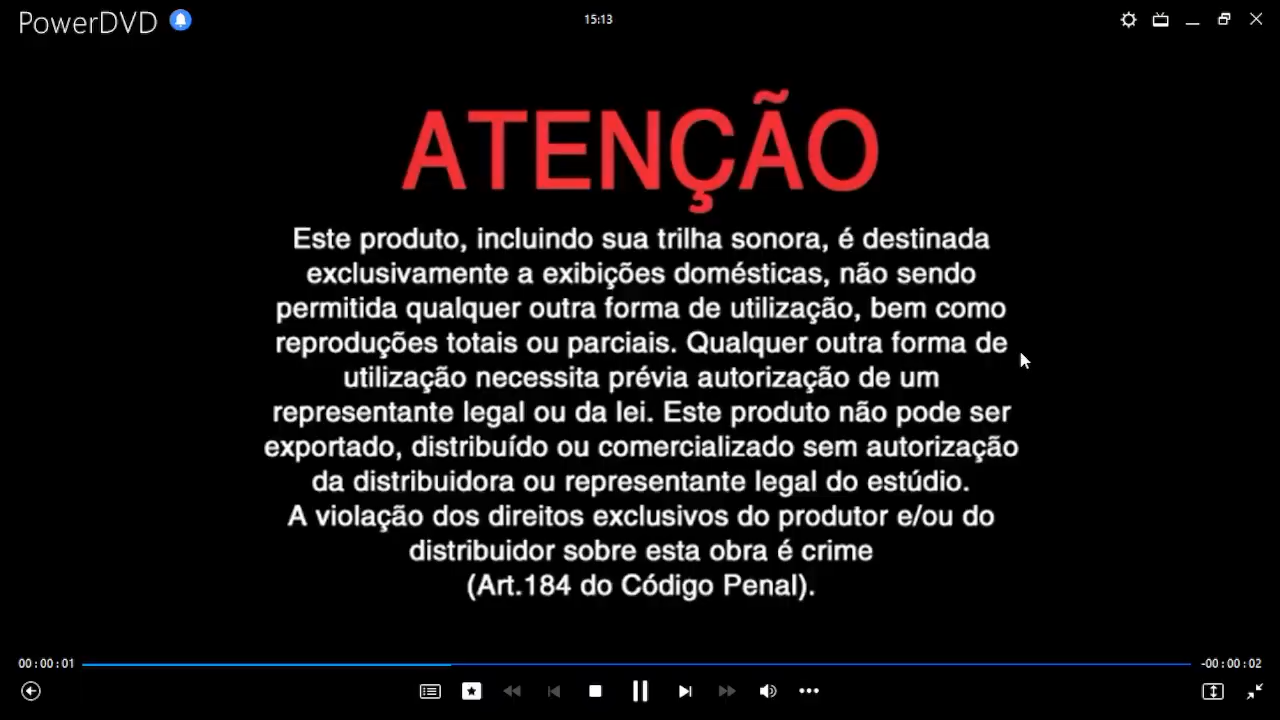 PowerDVD
15:13
ATENÇÃO
Este produto, incluindo sua trilha sonora, é destinada
exclusivamente a exibições domésticas, não sendo
permitida qualquer outra forma de utilização, bem como
reproduções totais ou parciais. Qualquer outra forma de
utilização necessita prévia autorização de um
representante legal ou da lei. Este produto não pode ser
exportado, distribuído ou comercializado sem autorização
da distribuidora ou representante legal do estúdio.
A violação dos direitos exclusivos do produtor e/ou do
distribuidor sobre esta obra é crime
(Art.184 do Código Penal).
00:00:01
-00:00:02